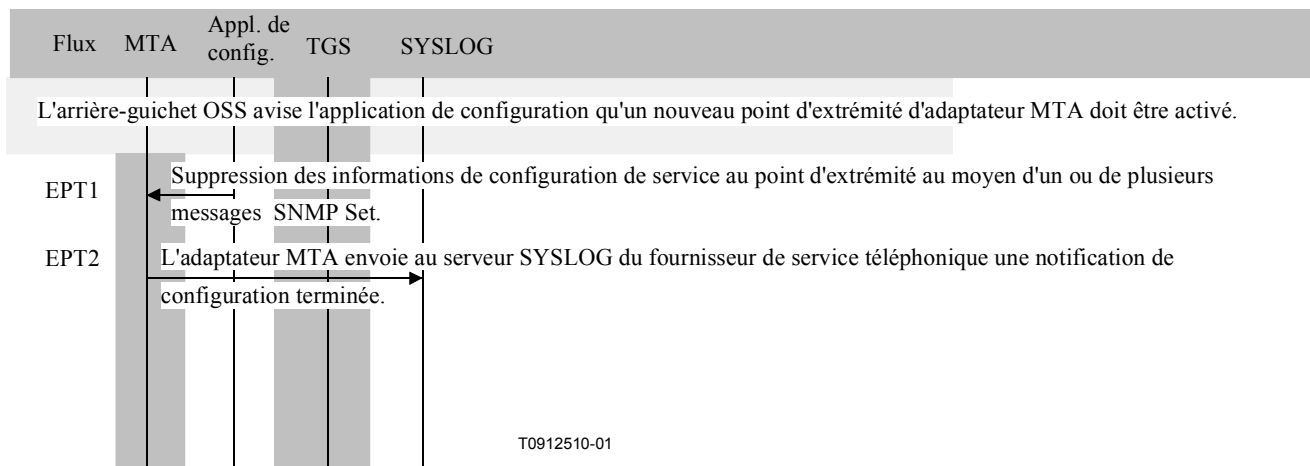 Flux MTA Appl. de config. TGS SYSLOG
L'arrière-guichet OSS avise l'application de configuration qu'un nouveau point d'extrémité d'adaptateur MTA doit être activé.
EPT1 Suppression des informations de configuration de service au point d'extrémité au moyen d'un ou de plusieurs
messages SNMP Set.
EPT2 L'adaptateur MTA envoie au serveur SYSLOG du fournisseur de service téléphonique une notification de
configuration terminée.
T0912510-01